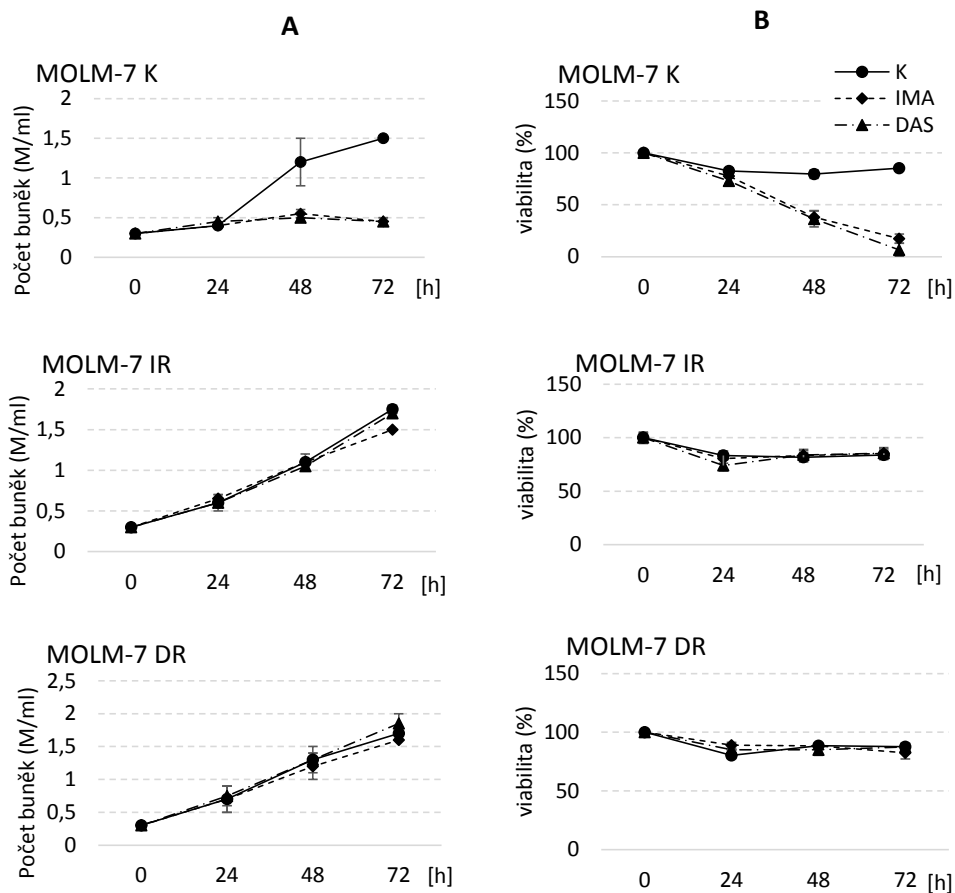 A
MOLM-7 K
Počet buněk (M/ml)
2
1,5
1
0,5
0
0 24 48 72 [h]
B
MOLM-7 K
K
IMA
DAS
viabilita (%)
150
100
50
0
0 24 48 72 [h]
MOLM-7 IR
Počet buněk (M/ml)
2
1,5
1
0,5
0
0 24 48 72 [h]
MOLM-7 IR
viabilita (%)
150
100
50
0
0 24 48 72 [h]
MOLM-7 DR
Počet buněk (M/ml)
2,5
2
1,5
1
0,5
0
0 24 48 72 [h]
MOLM-7 DR
viabilita (%)
150
100
50
0
0 24 48 72 [h]